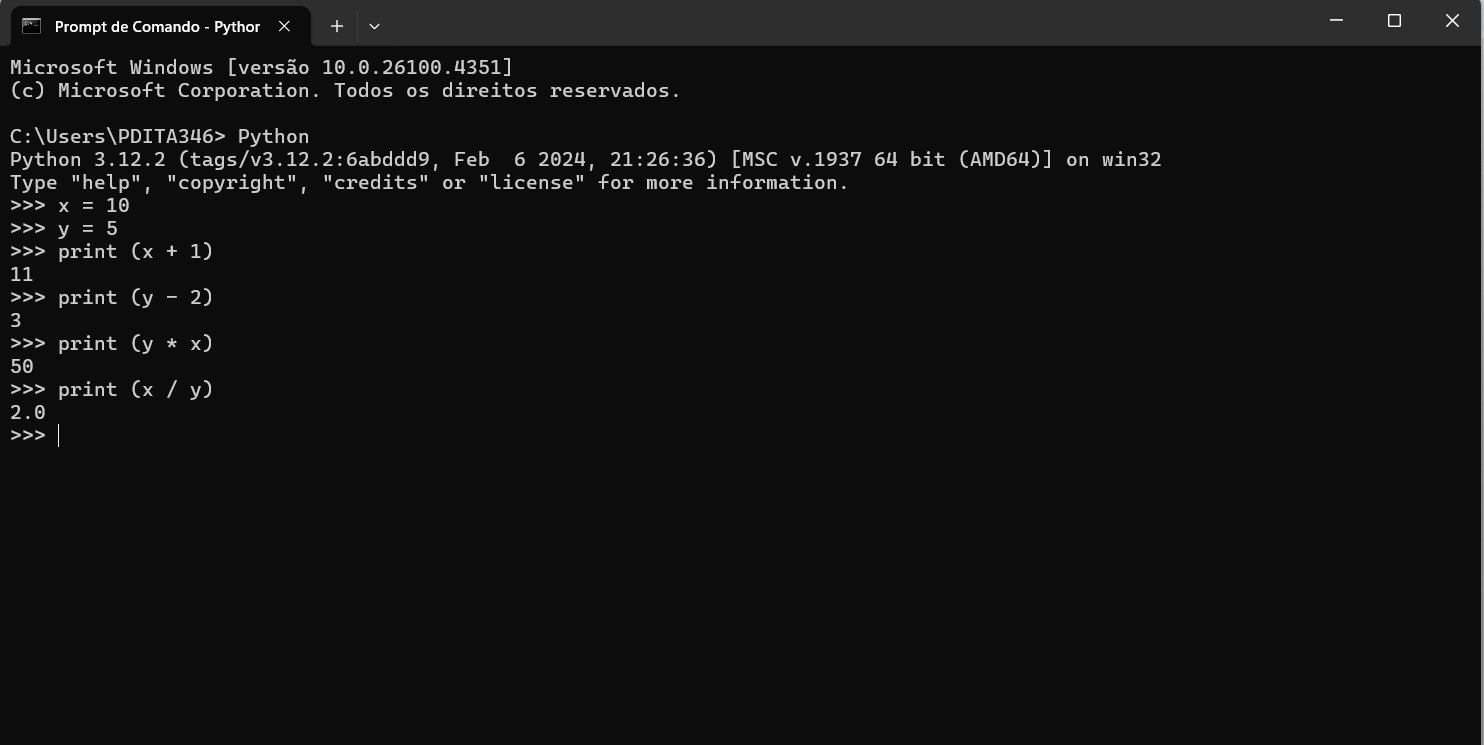 Prompt de Comando - Python
Microsoft Windows [versão 10.0.26100.4351]
(c) Microsoft Corporation. Todos os direitos reservados.
C:\Users\PDITA346> Python
Python 3.12.2 (tags/v3.12.2:6abddd9, Feb  6 2024, 21:26:36) [MSC v.1937 64 bit (AMD64)] on win32
Type "help", "copyright", "credits" or "license" for more information.
>>> x = 10
>>> y = 5
>>> print (x + 1)
11
>>> print (y - 2)
3
>>> print (y * x)
50
>>> print (x / y)
2.0
>>>